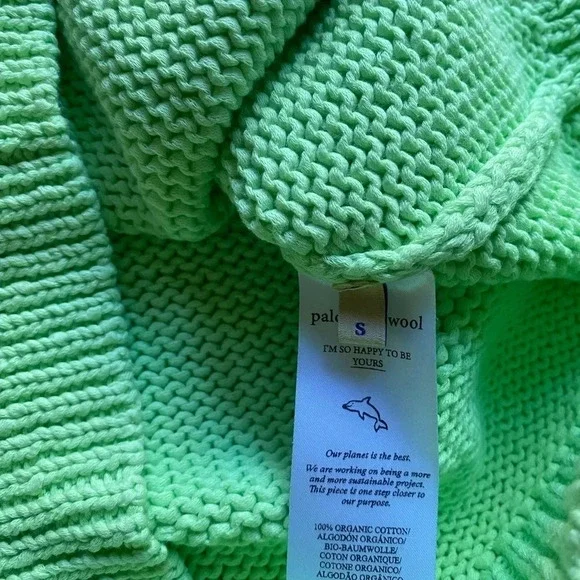 wool
S
I'M SO HAPPY TO BE
YOURS
Our planet is the best.
We are working on being a more
and more sustainable project.
This piece is one step closer to
our purpose.
100% ORGANIC COTTON/
ALGODÓN ORGÁNICO/
BIO-BAUMWOLLE/
COTON ORGANIQUE/
COTONE ORGANICO/
ALGODÃO ORGÂNICO